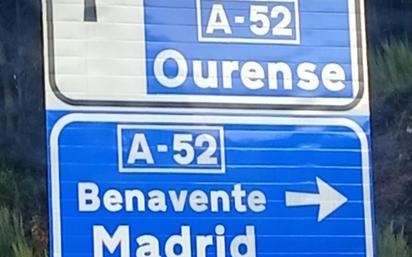 A-52
Ourense
A-52
Benavente
Madrid